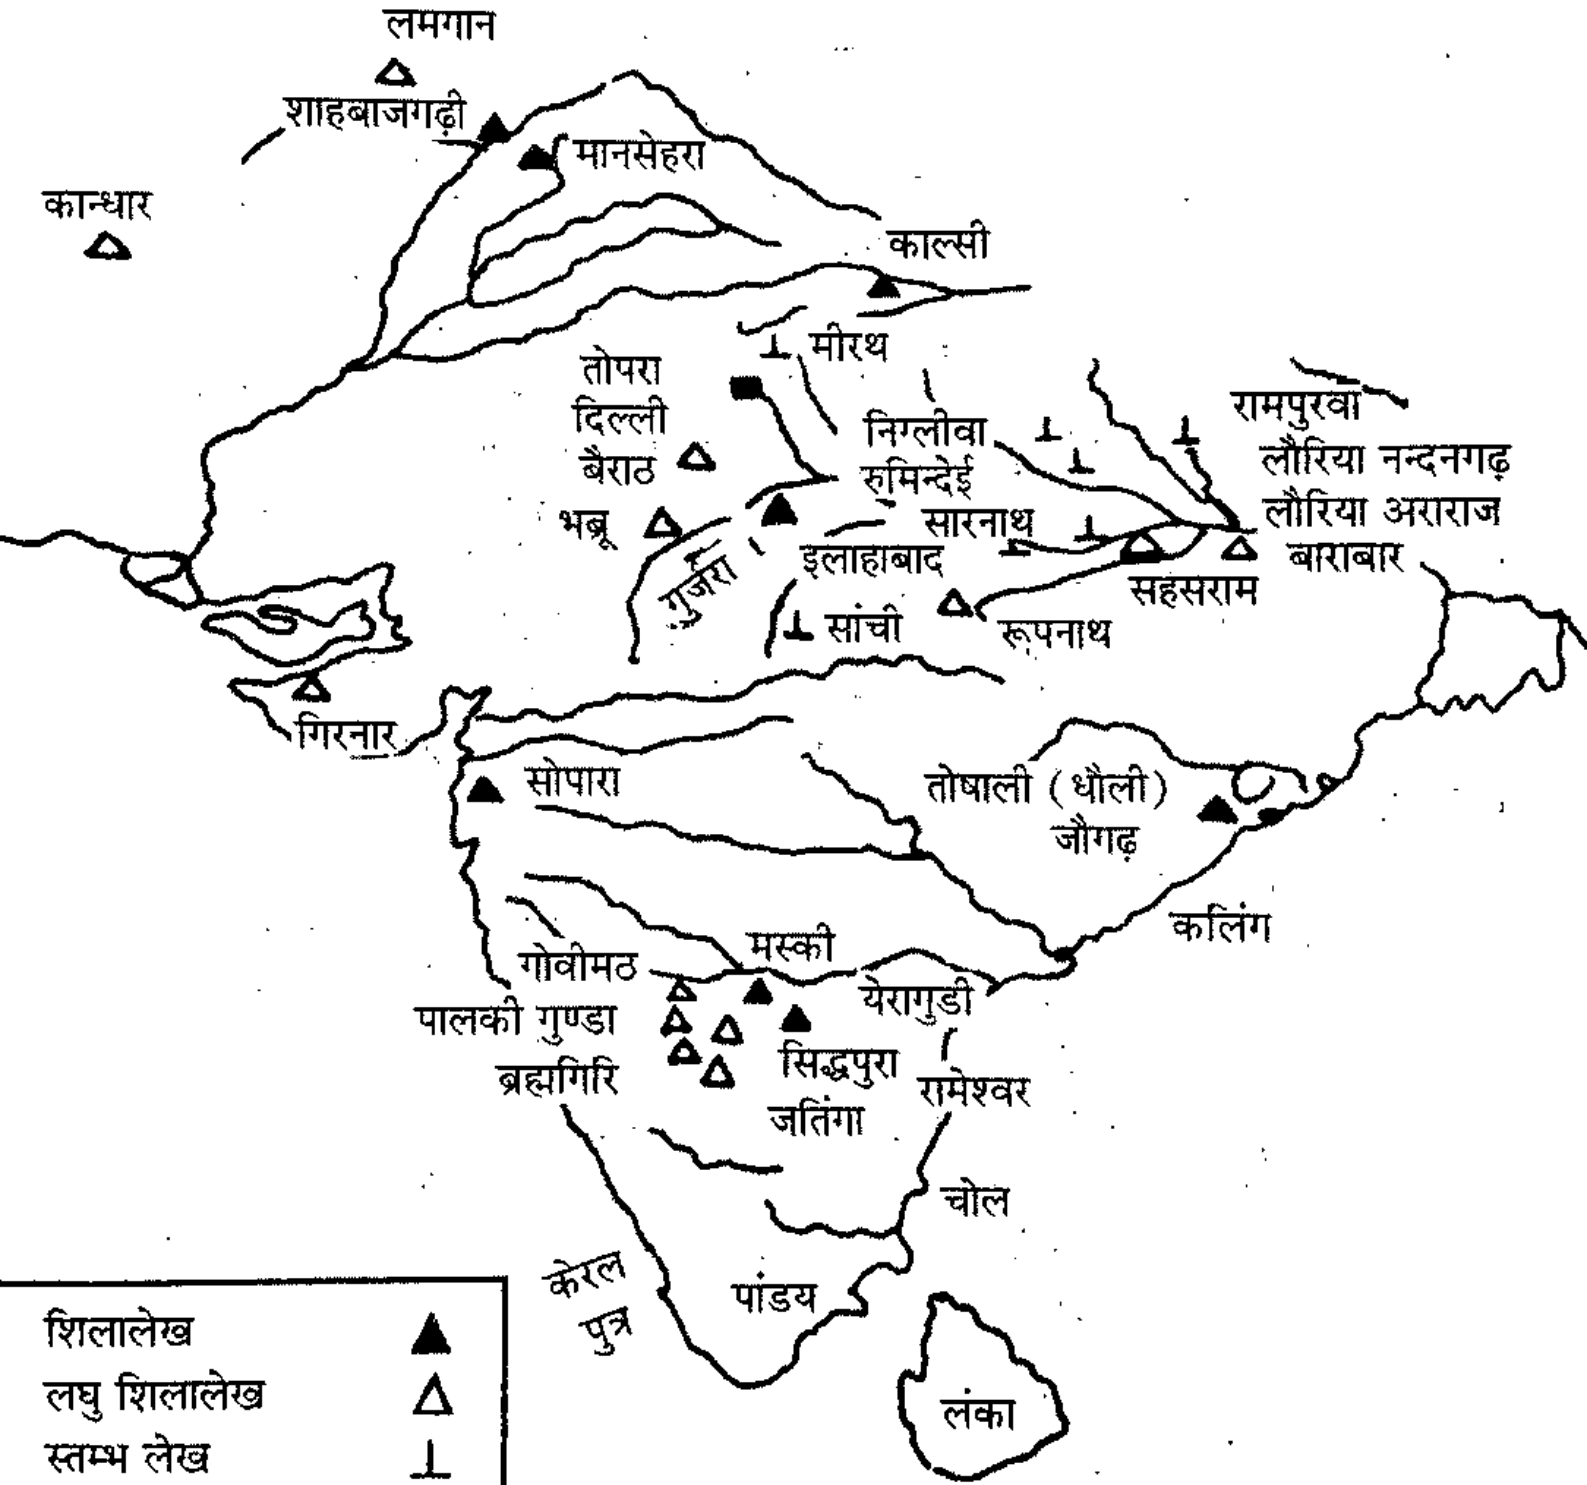 लमगान
शाहबाजगढ़ी
मानसेहरा
कान्धार
काल्सी
मीरथ
तोपरा
दिल्ली
बैराठ
रामपुरवा
निग्लीवा
लौरिया नन्दनगढ़
रुमिन्देई
भब्रू
सारनाथ
लौरिया अराराज
इलाहाबाद
बाराबार
गुर्जरा
सहसराम
सांची
रूपनाथ
गिरनार
सोपारा
तोषाली (धौली)
जौगढ़
कलिंग
मस्की
गोवीमठ
येरागुडी
पालकी गुण्डा
सिद्धपुरा
ब्रह्मगिरि
रामेश्वर
जतिंगा
चोल
केरल
पुत्र
पांडय
लंका
शिलालेख
लघु शिलालेख
स्तम्भ लेख